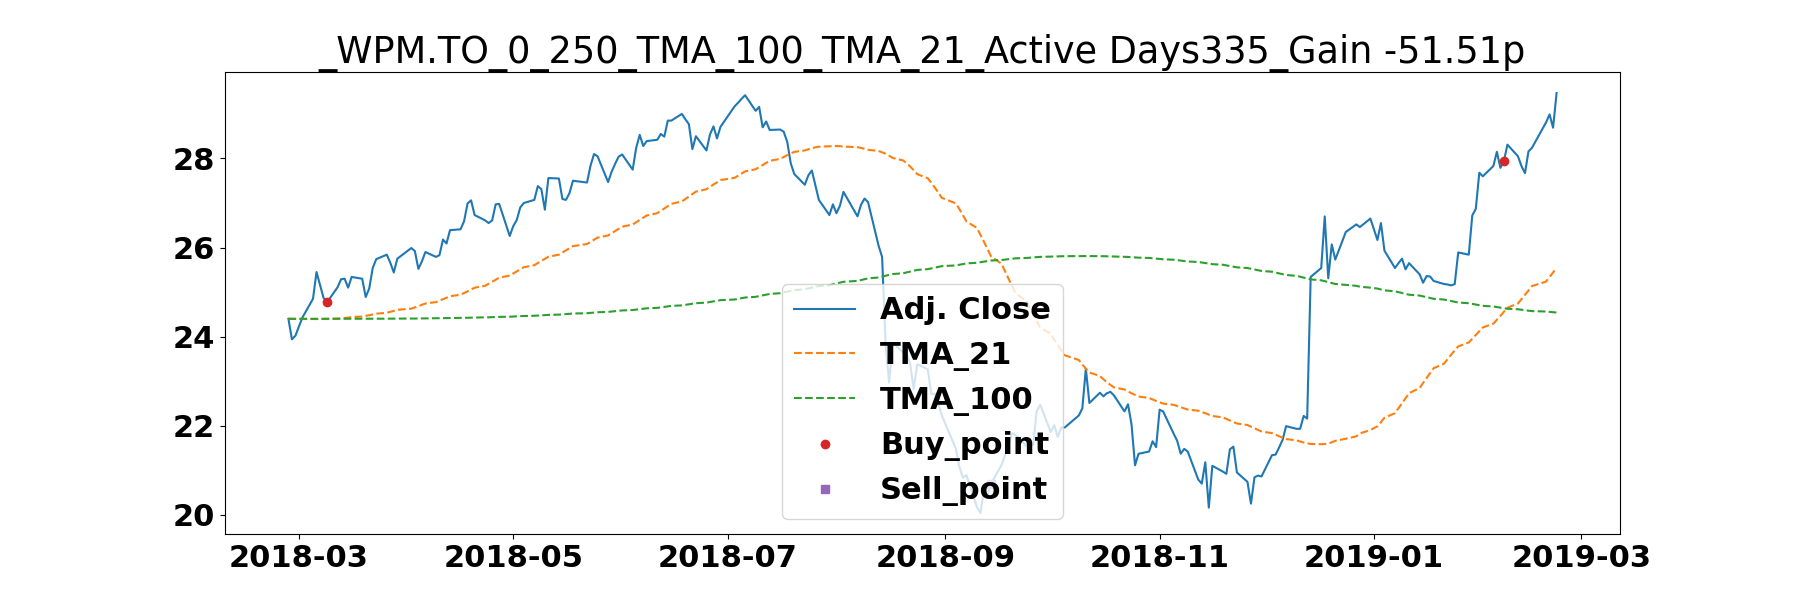 _WPM.TO_0_250_TMA_100_TMA_21_Active Days335_Gain -51.51p
28
26
24
22
20
Adj. Close
TMA_21
TMA_100
Buy_point
Sell_point
2018-03 2018-05 2018-07 2018-09 2018-11 2019-01 2019-03